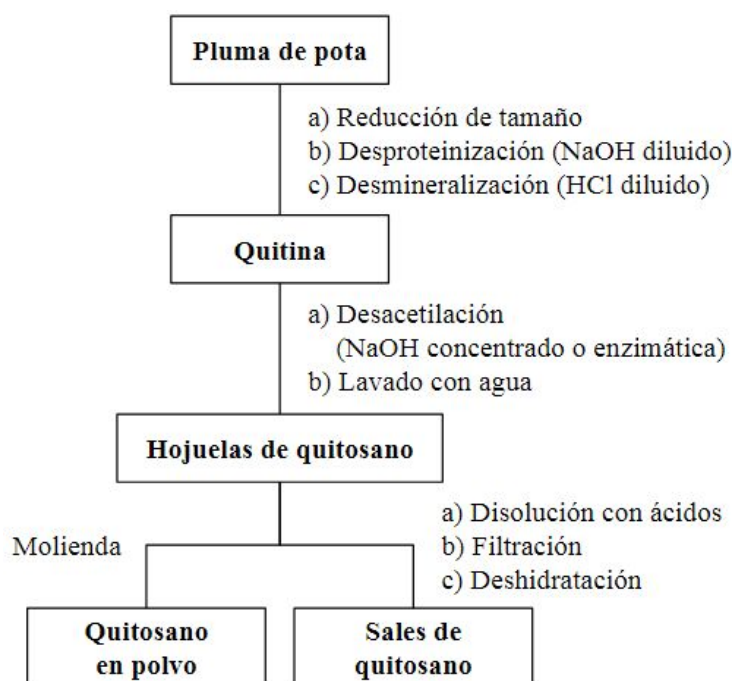 Pluma de pota
a) Reducción de tamaño
b) Desproteinización (NaOH diluido)
c) Desmineralización (HCl diluido)
Quitina
a) Desacetilación
(NaOH concentrado o enzimática)
b) Lavado con agua
Hojuelas de quitosano
Molienda
a) Disolución con ácidos
b) Filtración
c) Deshidratación
Quitosano
en polvo
Sales de
quitosano